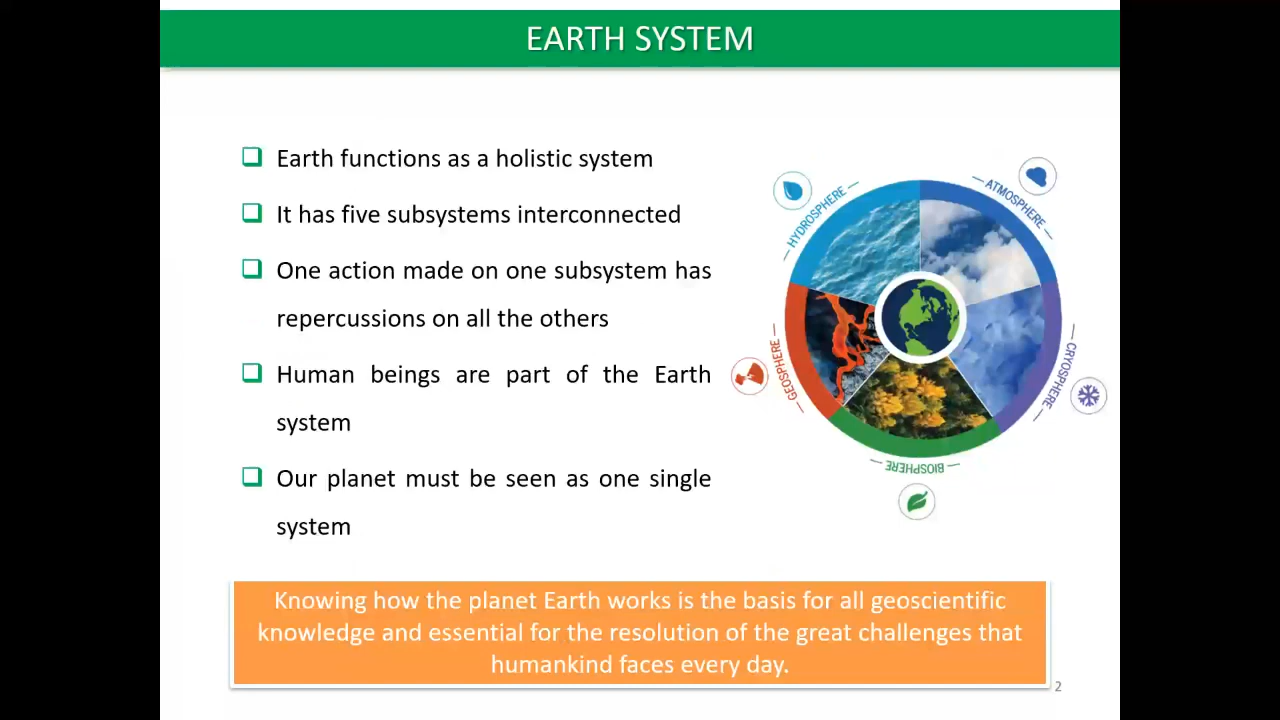 EARTH SYSTEM
Earth functions as a holistic system
It has five subsystems interconnected
One action made on one subsystem has
repercussions on all the others
Human beings are part of the Earth
system
Our planet must be seen as one single
system
HYDROSPHERE
ATMOSPHERE
GEOSPHERE
CRYOSPHERE
BIOSPHERE
Knowing how the planet Earth works is the basis for all geoscientific
knowledge and essential for the resolution of the great challenges that
humankind faces every day.
2